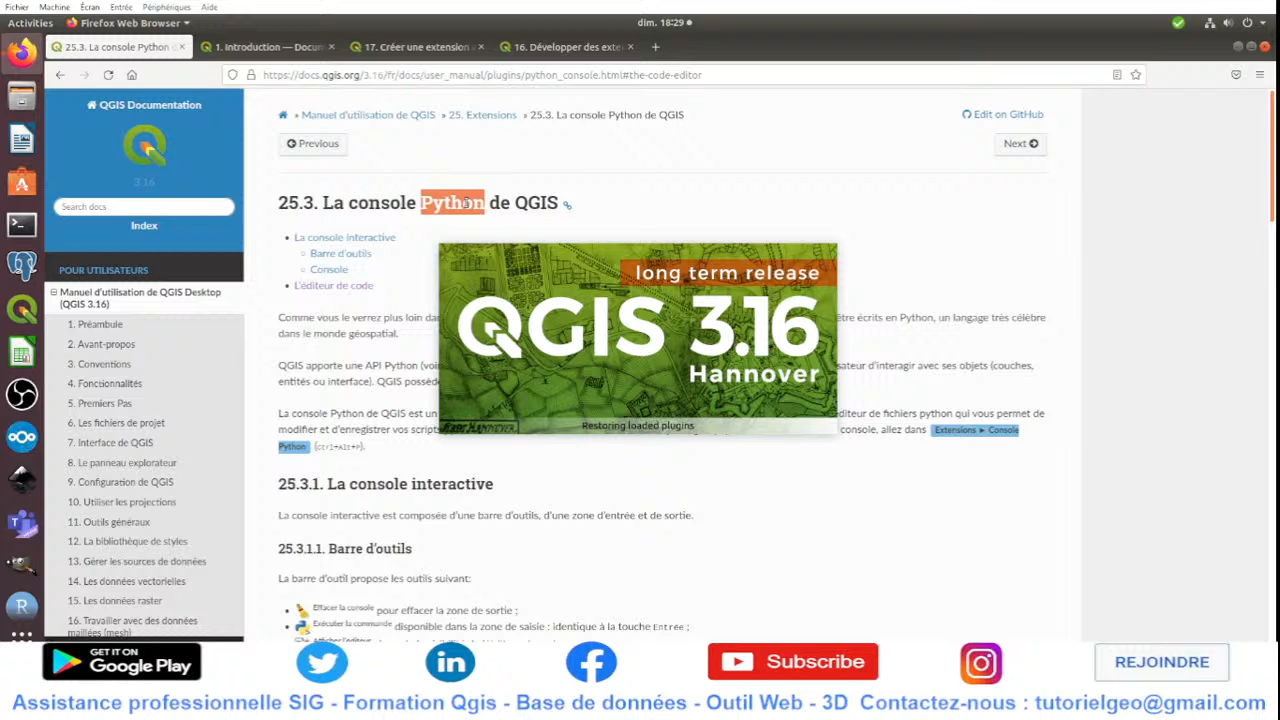 Fichier Machine Écran Entrée Périphériques Aide
Activities Firefox Web Browser dim. 18:29
25.3. La console Python d 1. Introduction — Docum 17. Créer une extension 16. Développer des exte
https://docs.qgis.org/3.16/fr/docs/user_manual/plugins/python_console.html#the-code-editor
QGIS Documentation
3.16
Search docs
Index
POUR UTILISATEURS
Manuel d'utilisation de QGIS Desktop
(QGIS 3.16)
1. Préambule
2. Avant-propos
3. Conventions
4. Fonctionnalités
5. Premiers Pas
6. Les fichiers de projet
7. Interface de QGIS
8. Le panneau explorateur
9. Configuration de QGIS
10. Utiliser les projections
11. Outils généraux
12. La bibliothèque de styles
13. Gérer les sources de données
14. Les données vectorielles
15. Les données raster
16. Travailler avec des données
maillées (mesh)
» Manuel d'utilisation de QGIS » 25. Extensions » 25.3. La console Python de QGIS
Edit on GitHub
Previous
Next
25.3. La console Python de QGIS
La console interactive
Barre d'outils
Console
L'éditeur de code
Comme vous le verrez plus loin da être écrits en Python, un langage très célèbre
dans le monde géospatial.
QGIS apporte une API Python (voi sateur d'interagir avec ses objets (couches,
entités ou interface). QGIS possèd
La console Python de QGIS est un éditeur de fichiers python qui vous permet de
modifier et d'enregistrer vos scripts console, allez dans Extensions ► Console
Python (Ctrl+Alt+P).
long term release
QGIS 3.16
Hannover
Restoring loaded plugins
25.3.1. La console interactive
La console interactive est composée d'une barre d'outils, d'une zone d'entrée et de sortie.
25.3.1.1. Barre d'outils
La barre d'outil propose les outils suivant:
Effacer la console pour effacer la zone de sortie ;
Exécuter la commande disponible dans la zone de saisie : identique à la touche Entrée ;
GET IT ON
Google Play
Subscribe
REJOINDRE
Assistance professionnelle SIG - Formation Qgis - Base de données - Outil Web - 3D Contactez-nous : tutorielgeo@gmail.com